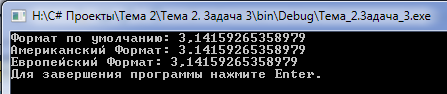 H:\C# Проекты\Тема 2\Тема 2. Задача 3\bin\Debug\Тема_2.Задача_3.exe
Формат по умолчанию: 3,14159265358979
Американский Формат: 3.14159265358979
Европейский Формат: 3.14159265358979
Для завершения программы нажмите Enter.